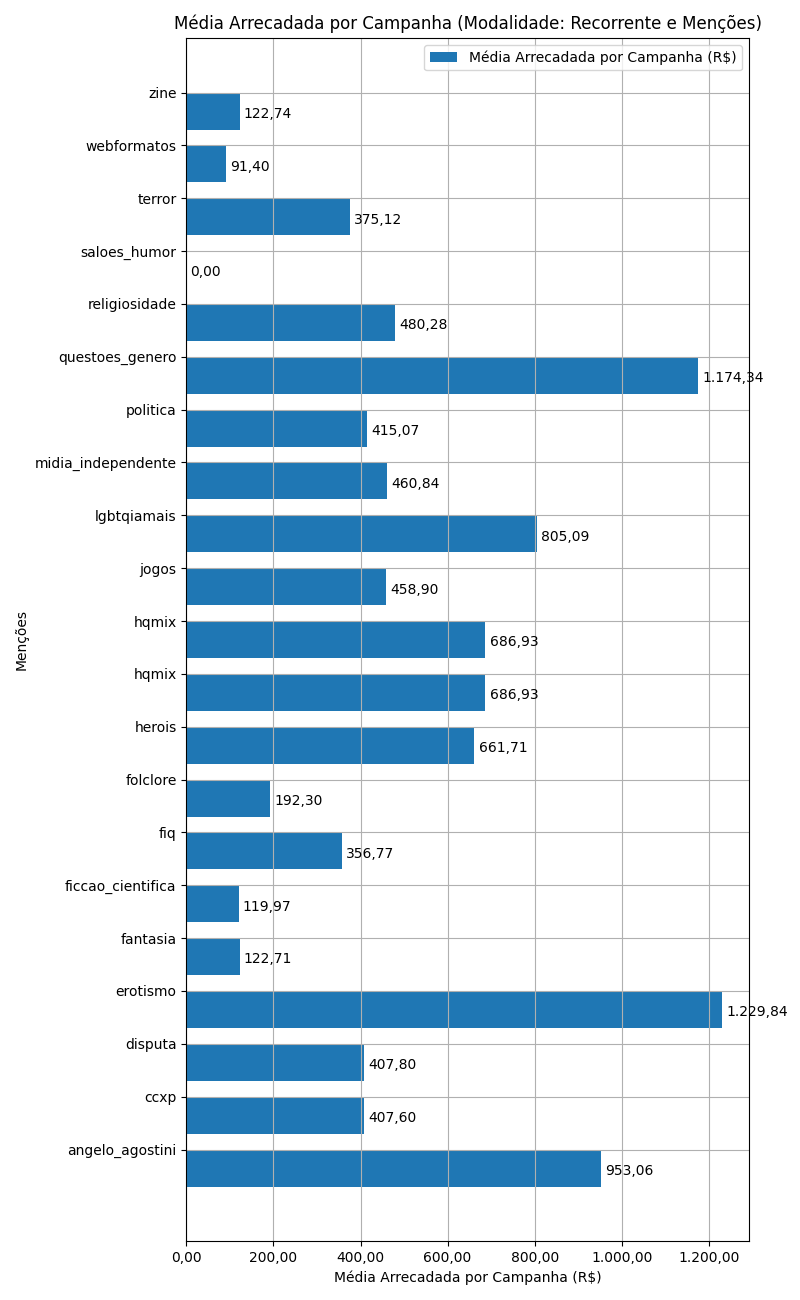 Média Arrecadada por Campanha (Modalidade: Recorrente e Menções)
Média Arrecadada por Campanha (R$)
zine
122,74
webformatos
91,40
terror
375,12
saloes_humor
0,00
religiosidade
480,28
questoes_genero
1.174,34
politica
415,07
midia_independente
460,84
lgbtqiamais
805,09
jogos
458,90
hqmix
686,93
hqmix
686,93
herois
661,71
folclore
192,30
fiq
356,77
ficcao_cientifica
119,97
fantasia
122,71
erotismo
1.229,84
disputa
407,80
ccxp
407,60
angelo_agostini
953,06
Menções
0,00 200,00 400,00 600,00 800,00 1.000,00 1.200,00
Média Arrecadada por Campanha (R$)